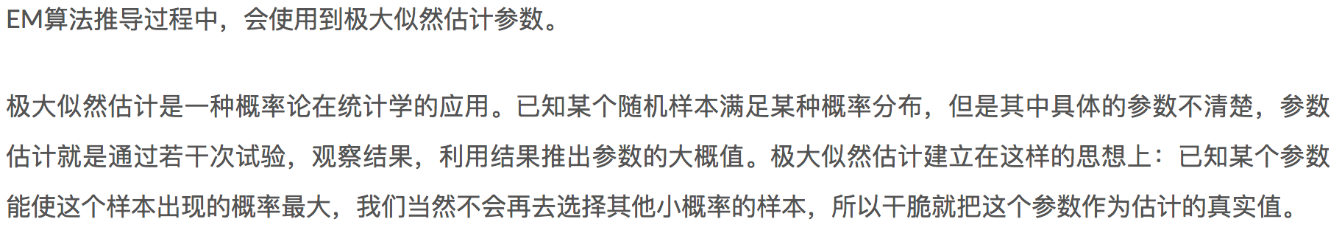 EM算法推导过程中，会使用到极大似然估计参数。
极大似然估计是一种概率论在统计学的应用。已知某个随机样本满足某种概率分布，但是其中具体的参数不清楚，参数
估计就是通过若干次试验，观察结果，利用结果推出参数的大概值。极大似然估计建立在这样的思想上：已知某个参数
能使这个样本出现的概率最大，我们当然不会再去选择其他小概率的样本，所以干脆就把这个参数作为估计的真实值。